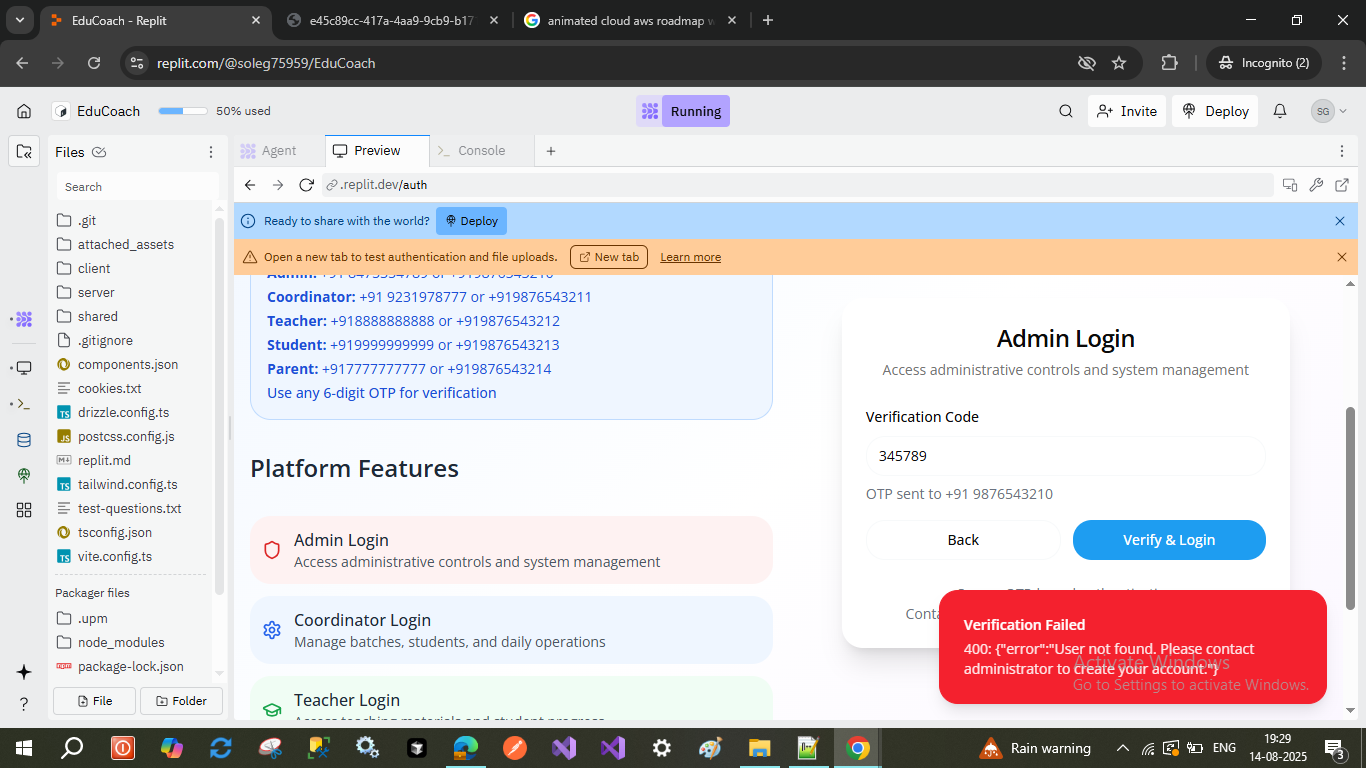 EduCoach - Replit
e45c89cc-417a-4aa9-9cb9-b17
animated cloud aws roadmap w
replit.com/@soleg75959/EduCoach
Incognito (2)
EduCoach
50% used
Running
Invite
Deploy
SG
Files
Agent
Preview
Console
Search
.replit.dev/auth
Ready to share with the world?
Deploy
Open a new tab to test authentication and file uploads.
New tab
Learn more
.git
attached_assets
client
server
shared
.gitignore
components.json
cookies.txt
drizzle.config.ts
postcss.config.js
replit.md
tailwind.config.ts
test-questions.txt
tsconfig.json
vite.config.ts
Packager files
.upm
node_modules
package-lock.json
File
Folder
Coordinator: +91 9231978777 or +919876543211
Teacher: +918888888888 or +919876543212
Student: +919999999999 or +919876543213
Parent: +917777777777 or +919876543214
Use any 6-digit OTP for verification
Platform Features
Admin Login
Access administrative controls and system management
Coordinator Login
Manage batches, students, and daily operations
Teacher Login
Admin Login
Access administrative controls and system management
Verification Code
345789
OTP sent to +91 9876543210
Back
Verify & Login
Verification Failed
400: {"error":"User not found. Please contact
administrator to create your account."}
Activate Windows
Go to Settings to activate Windows.
Rain warning
ENG
19:29
14-08-2025
3